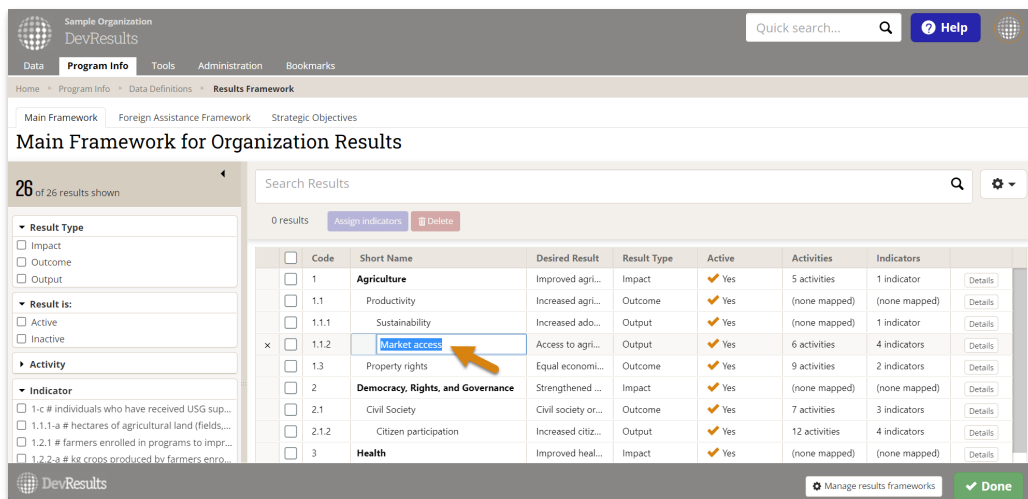 Sample Organization
DevResults
Quick search...
? Help
Data Program Info Tools Administration Bookmarks
Home Program Info Data Definitions Results Framework
Main Framework Foreign Assistance Framework Strategic Objectives
Main Framework for Organization Results
26 of 26 results shown
Search Results
0 results Assign indicators Delete
Result Type
Impact
Outcome
Output
Result is:
Active
Inactive
Activity
Indicator
1-c # individuals who have received USG sup...
1.1.1-a # hectares of agricultural land (fields,...
1.2.1 # farmers enrolled in programs to impr...
1.2.2-a # kg crops produced by farmers enro...
Code Short Name Desired Result Result Type Active Activities Indicators
1 Agriculture Improved agri... Impact Yes 5 activities 1 indicator Details
1.1 Productivity Increased agri... Outcome Yes (none mapped) (none mapped) Details
1.1.1 Sustainability Increased ado... Output Yes (none mapped) 1 indicator Details
x 1.1.2 Market access Access to agri... Output Yes 6 activities 4 indicators Details
1.3 Property rights Equal economi... Outcome Yes 9 activities 2 indicators Details
2 Democracy, Rights, and Governance Strengthened ... Impact Yes (none mapped) (none mapped) Details
2.1 Civil Society Civil society or... Outcome Yes 7 activities 3 indicators Details
2.1.2 Citizen participation Increased citiz... Output Yes 12 activities 4 indicators Details
3 Health Improved heal... Impact Yes (none mapped) (none mapped) Details
DevResults
Manage results frameworks
Done